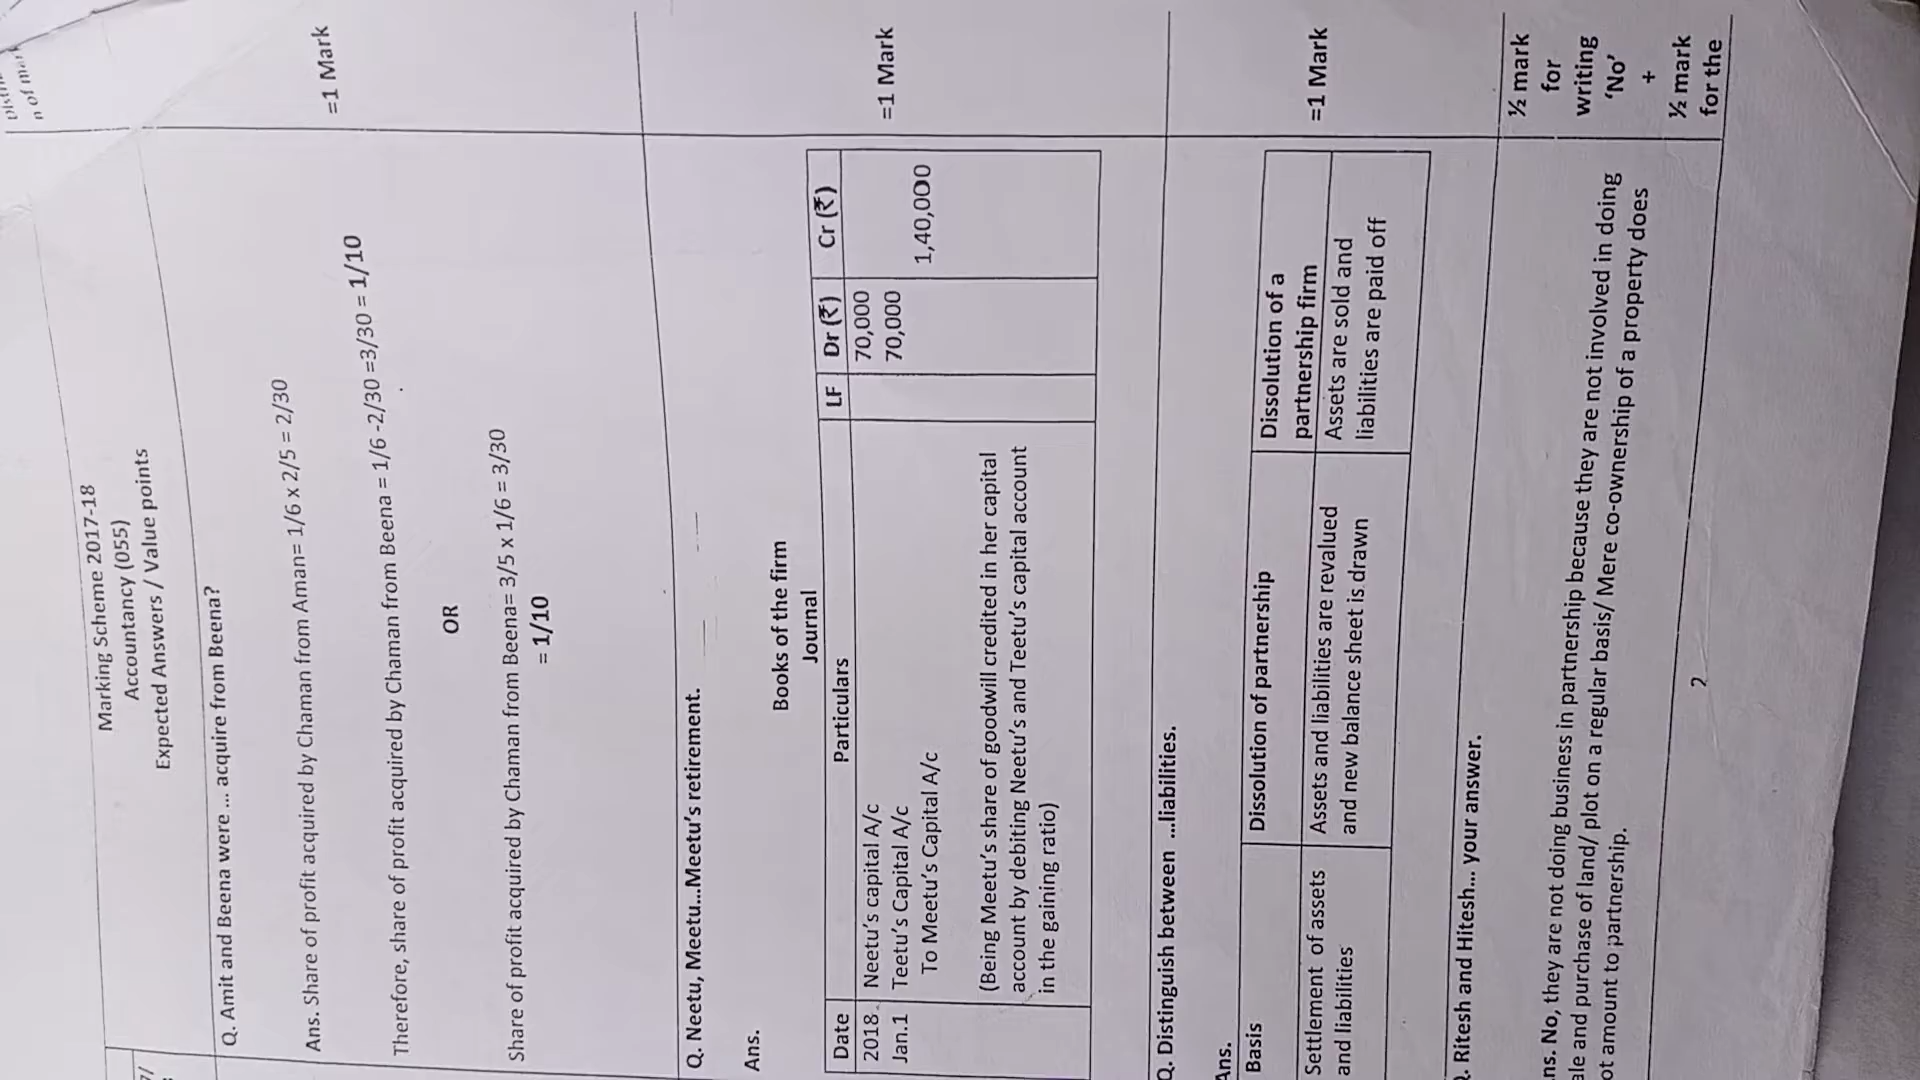 n of mar
Marking Scheme 2017-18
Accountancy (055)
Expected Answers / Value points
Q. Amit and Beena were ... acquire from Beena?
Ans. Share of profit acquired by Chaman from Aman= 1/6 x 2/5 = 2/30
=1 Mark
Therefore, share of profit acquired by Chaman from Beena = 1/6 -2/30 =3/30 = 1/10
OR
Share of profit acquired by Chaman from Beena= 3/5 x 1/6 = 3/30
= 1/10
Q. Neetu, Meetu...Meetu's retirement.
Ans.
Books of the firm
Journal
=1 Mark
Date Particulars LF Dr (₹) Cr (₹)
2018 Neetu's capital A/c 70,000
Jan.1 Teetu's Capital A/c 70,000
To Meetu's Capital A/c 1,40,000
(Being Meetu's share of goodwill credited in her capital
account by debiting Neetu's and Teetu's capital account
in the gaining ratio)
Q. Distinguish between ...liabilities.
Ans.
Basis Dissolution of partnership Dissolution of a
partnership firm
=1 Mark
Settlement of assets Assets and liabilities are revalued Assets are sold and
and liabilities and new balance sheet is drawn liabilities are paid off
Q. Ritesh and Hitesh... your answer.
½ mark
for
writing
'No'
+
½ mark
for the
ns. No, they are not doing business in partnership because they are not involved in doing
ale and purchase of land/ plot on a regular basis/ Mere co-ownership of a property does
ot amount to partnership.
2